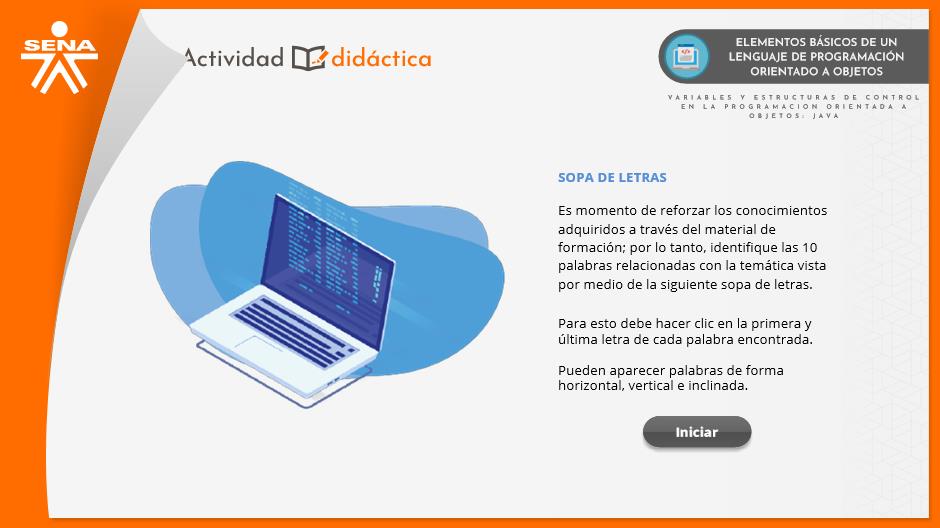 SENA
Actividad didáctica
ELEMENTOS BÁSICOS DE UN
LENGUAJE DE PROGRAMACIÓN
ORIENTADO A OBJETOS
VARIABLES Y ESTRUCTURAS DE CONTROL
EN LA PROGRAMACION ORIENTADA A
OBJETOS: JAVA
SOPA DE LETRAS
Es momento de reforzar los conocimientos
adquiridos a través del material de
formación; por lo tanto, identifique las 10
palabras relacionadas con la temática vista
por medio de la siguiente sopa de letras.
Para esto debe hacer clic en la primera y
última letra de cada palabra encontrada.
Pueden aparecer palabras de forma
horizontal, vertical e inclinada.
Iniciar